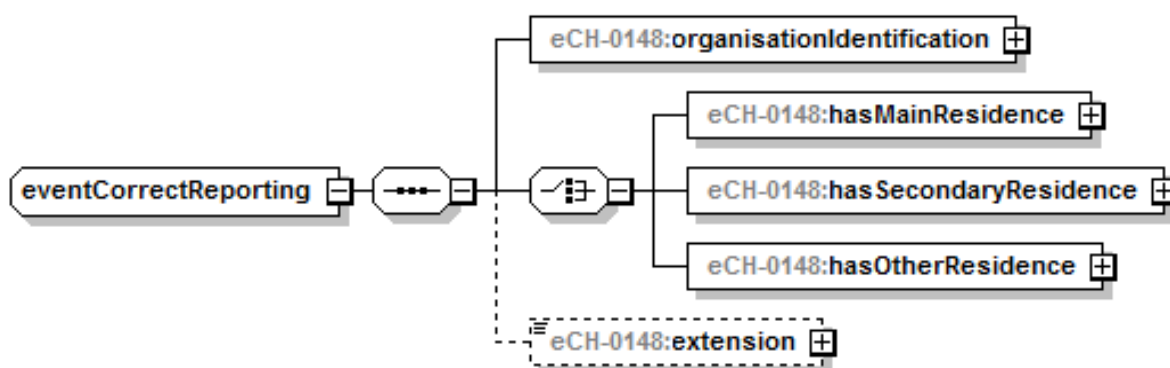 eCH-0148:organisationIdentification
eCH-0148:hasMainResidence
eventCorrectReporting
eCH-0148:hasSecondaryResidence
eCH-0148:hasOtherResidence
eCH-0148:extension